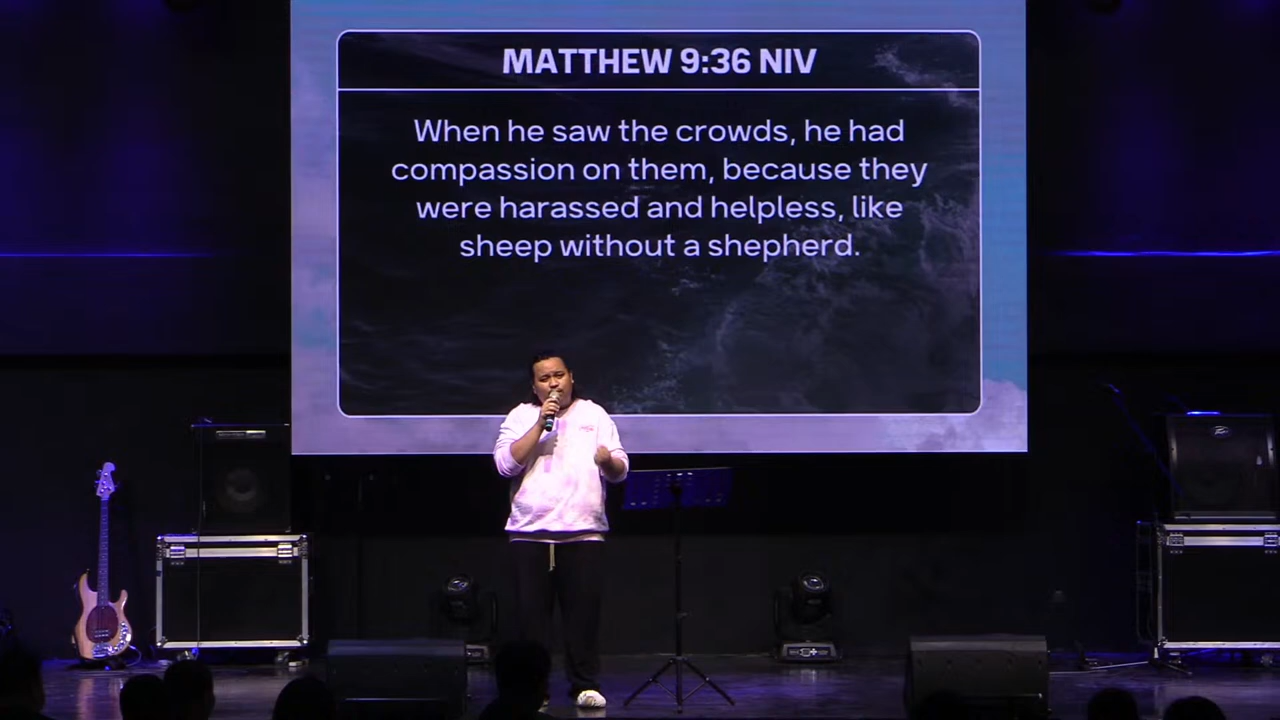 MATTHEW 9:36 NIV
When he saw the crowds, he had
compassion on them, because they
were harassed and helpless, like
sheep without a shepherd.